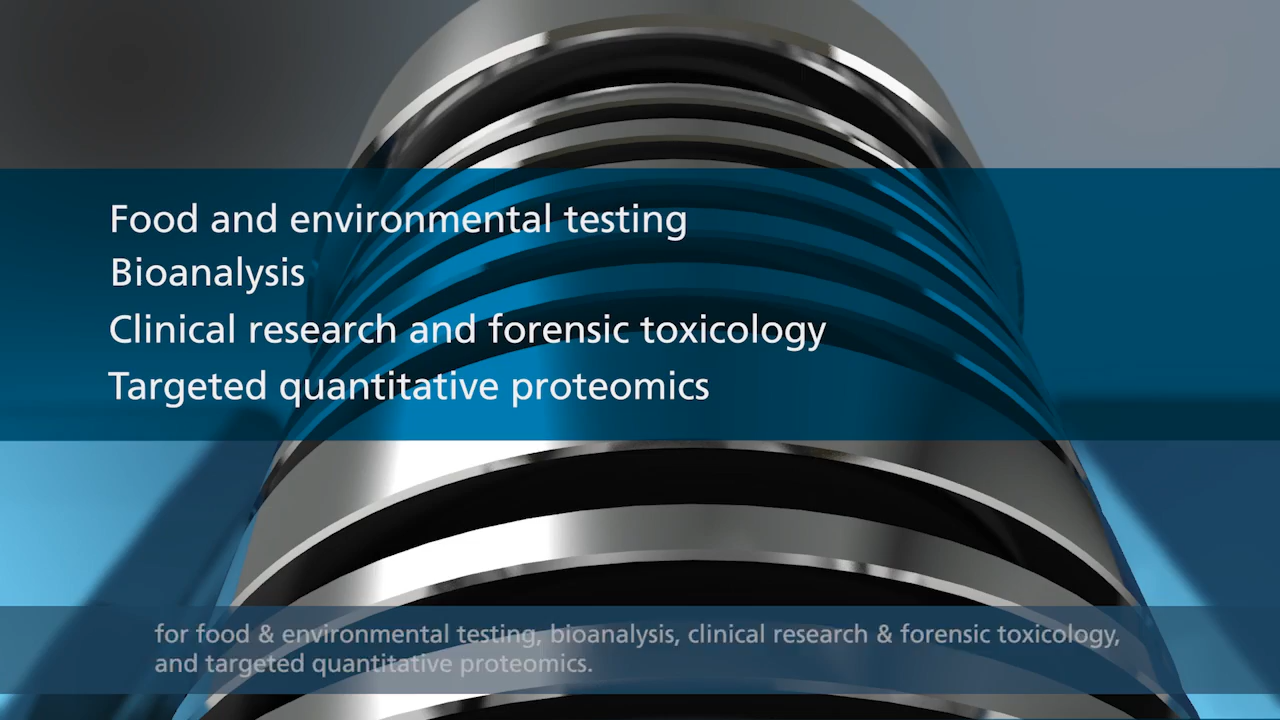 Food and environmental testing
Bioanalysis
Clinical research and forensic toxicology
Targeted quantitative proteomics
for food & environmental testing, bioanalysis, clinical research & forensic toxicology,
and targeted quantitative proteomics.